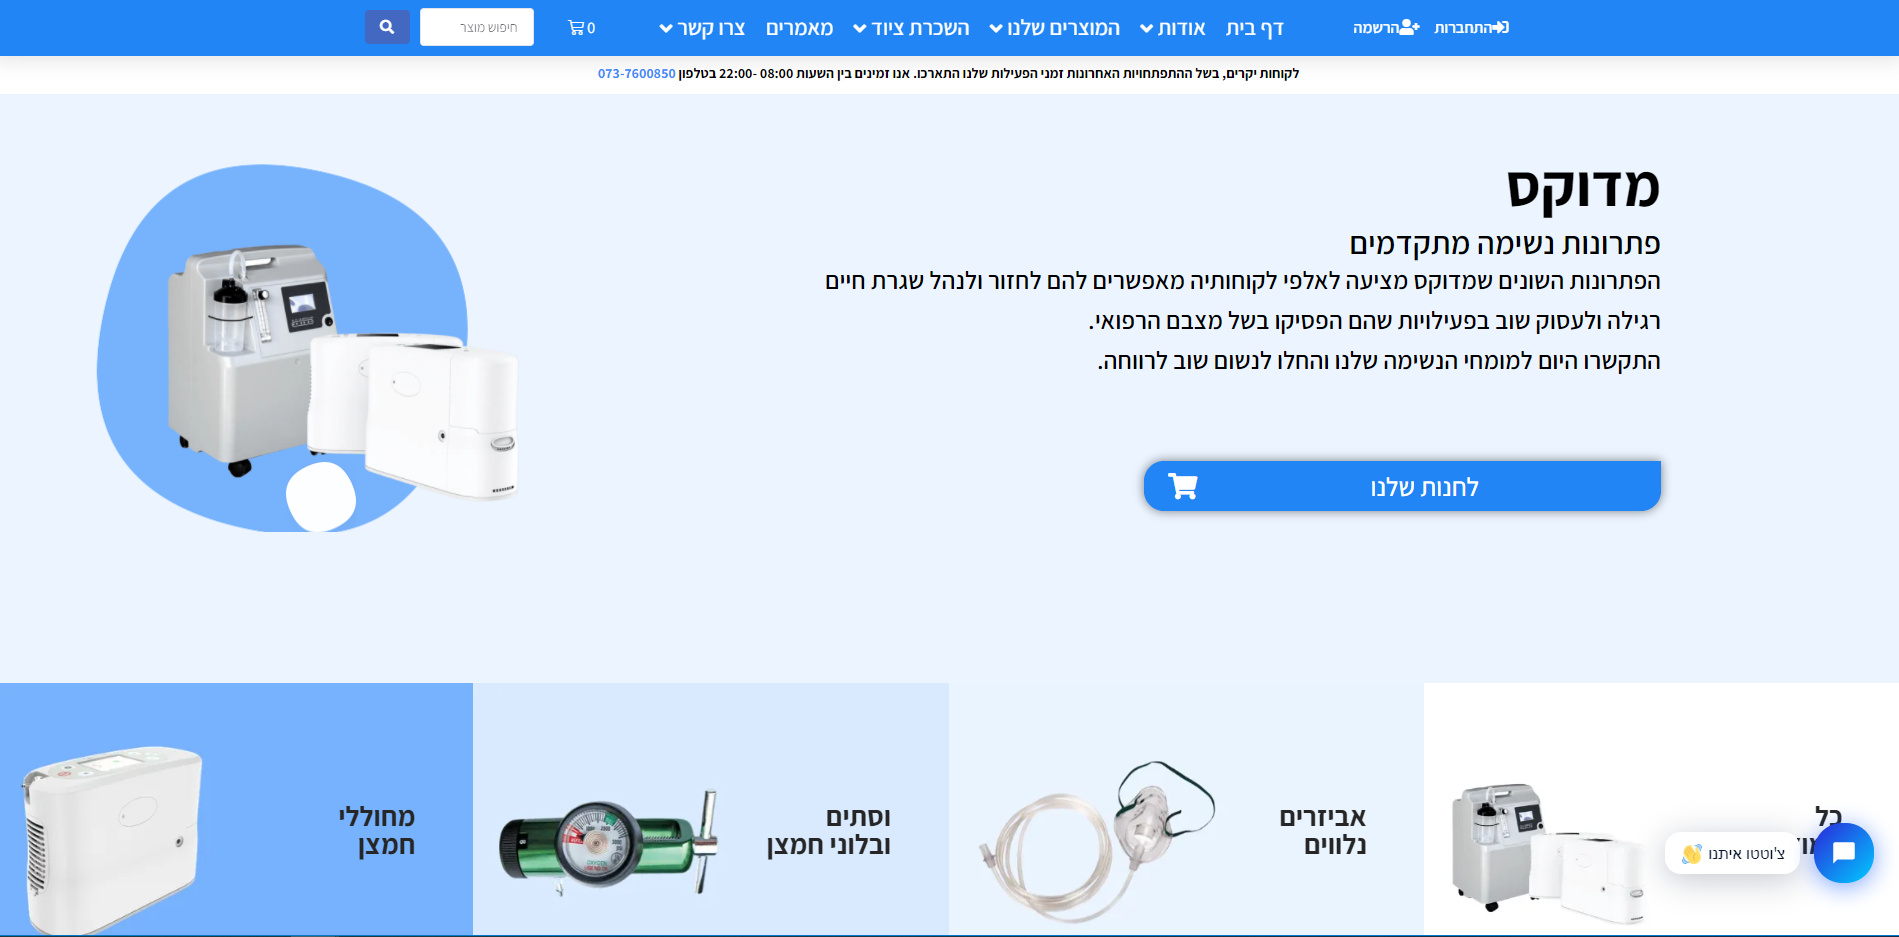 התחברות
הרשמה
דף בית
אודות
המוצרים שלנו
השכרת ציוד
מאמרים
צרו קשר
0
חיפוש מוצר
לקוחות יקרים, בשל ההתפתחויות האחרונות זמני הפעילות שלנו התארכו. אנו זמינים בין השעות 08:00 -22:00 בטלפון 073-7600850
מדוקס
פתרונות נשימה מתקדמים
הפתרונות השונים שמדוקס מציעה לאלפי לקוחותיה מאפשרים להם לחזור ולנהל שגרת חיים
רגילה ולעסוק שוב בפעילויות שהם הפסיקו בשל מצבם הרפואי.
התקשרו היום למומחי הנשימה שלנו והחלו לנשום שוב לרווחה.
לחנות שלנו
כל
אביזרים
נלווים
וסתים
ובלוני חמצן
מחוללי
חמצן
צ'וטטו איתנו 👋